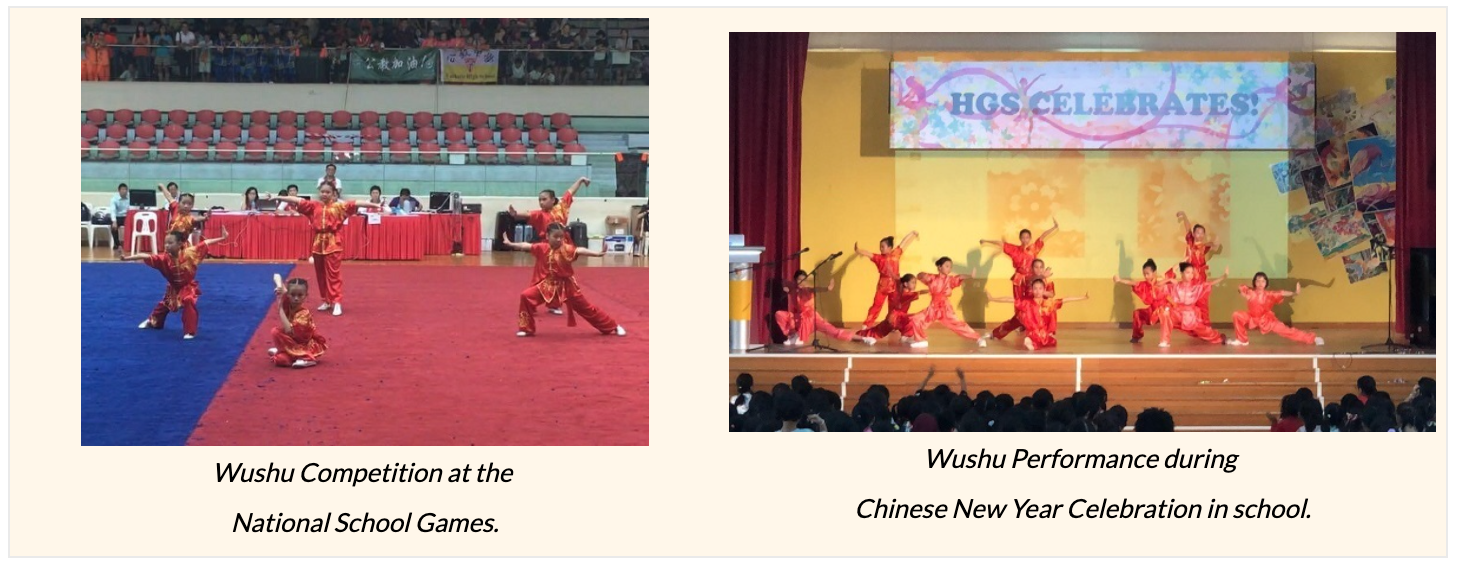 公教加油!
HGS CELEBRATES!
Wushu Competition at the
National School Games.
Wushu Performance during
Chinese New Year Celebration in school.